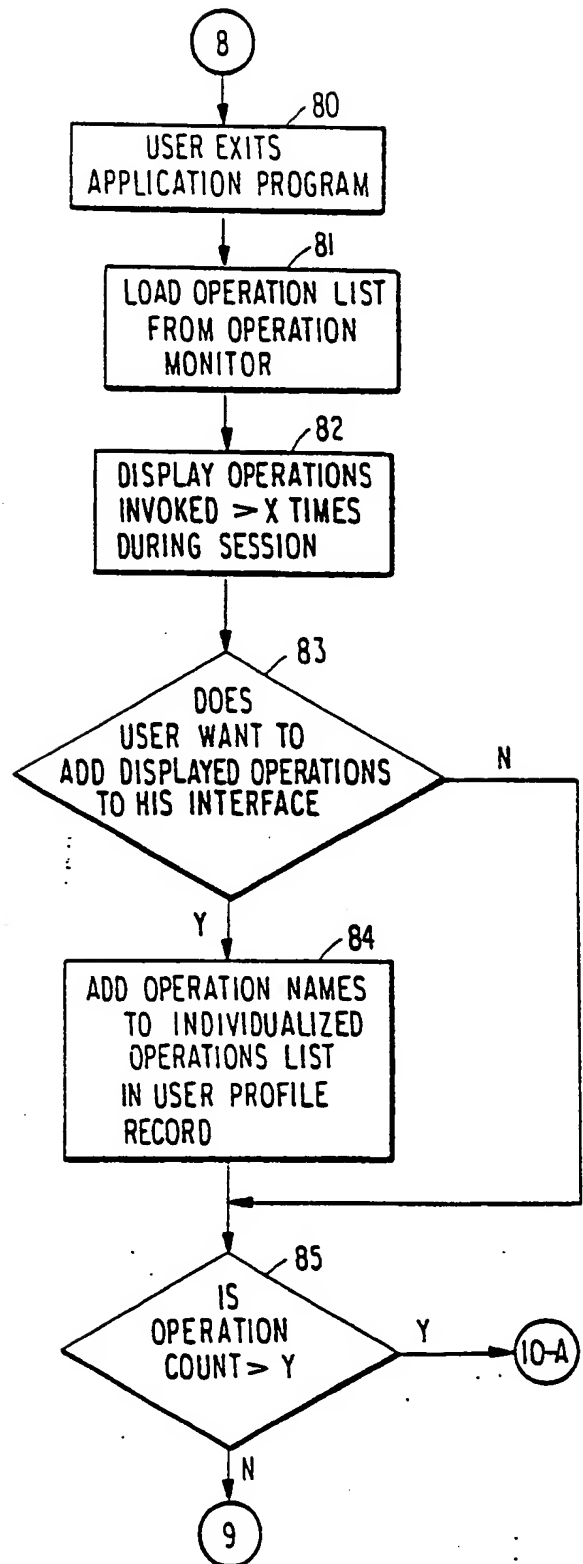 8
80
USER EXITS
APPLICATION PROGRAM
81
LOAD OPERATION LIST
FROM OPERATION
MONITOR
82
DISPLAY OPERATIONS
INVOKED > X TIMES
DURING SESSION
83
DOES
USER WANT TO
ADD DISPLAYED OPERATIONS
TO HIS INTERFACE
N
Y
84
ADD OPERATION NAMES
TO INDIVIDUALIZED
OPERATIONS LIST
IN USER PROFILE
RECORD
85
IS
OPERATION
COUNT > Y
Y
10-A
N
9